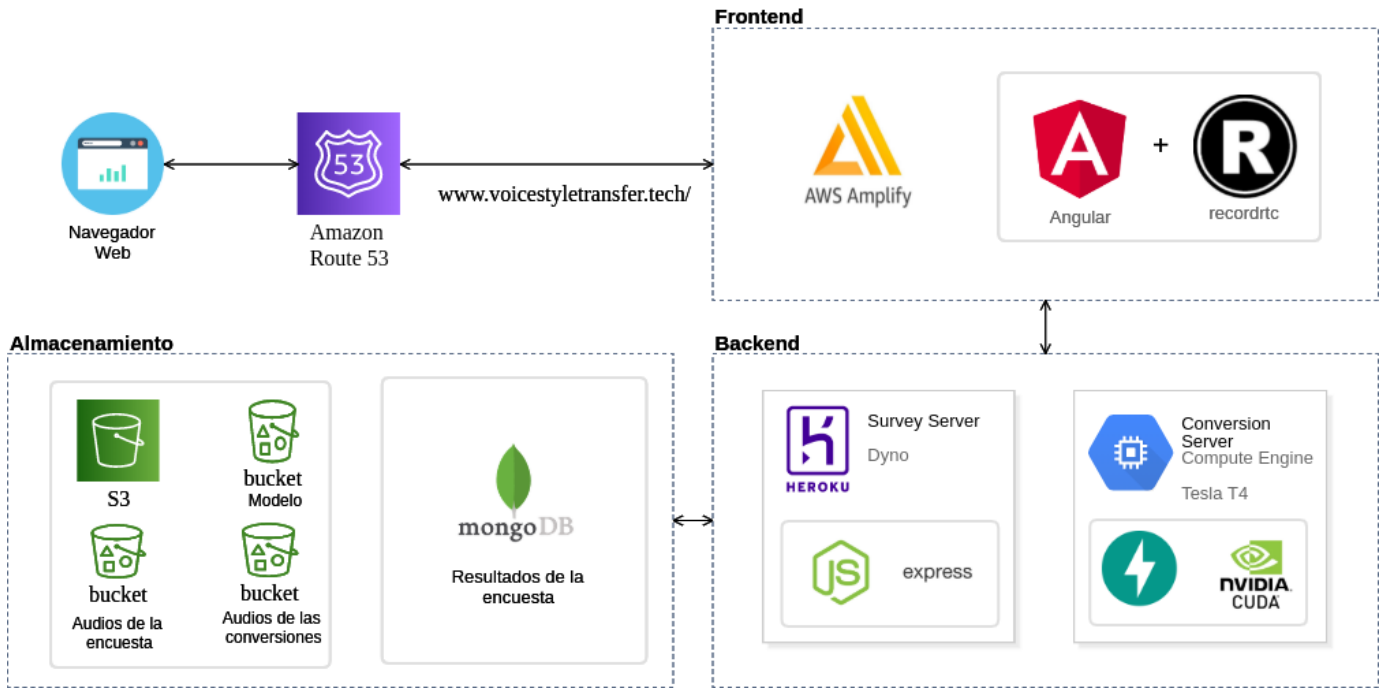 Frontend
53
www.voicestyletransfer.tech/
Navegador
Web
Amazon
Route 53
AWS Amplify
A
+
R
Angular
recordrtc
Almacenamiento
S3
bucket
Modelo
bucket
Audios de la
encuesta
bucket
Audios de las
conversiones
mongoDB
Resultados de la
encuesta
Backend
HEROKU
Survey Server
Dyno
JS
express
Conversion
Server
Compute Engine
Tesla T4
NVIDIA.
CUDA